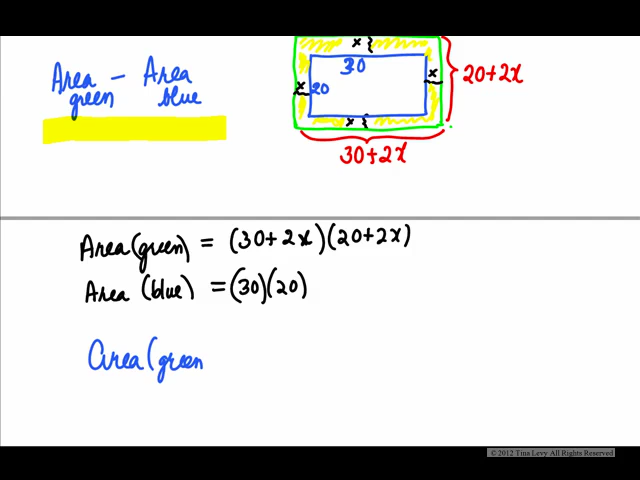 Area green - Area blue
x
30
x
20
x
x
20+2x
30+2x
Area(green) = (30+2x)(20+2x)
Area (blue) = (30)(20)
Area(green
© 2012 Tina Levy All Rights Reserved